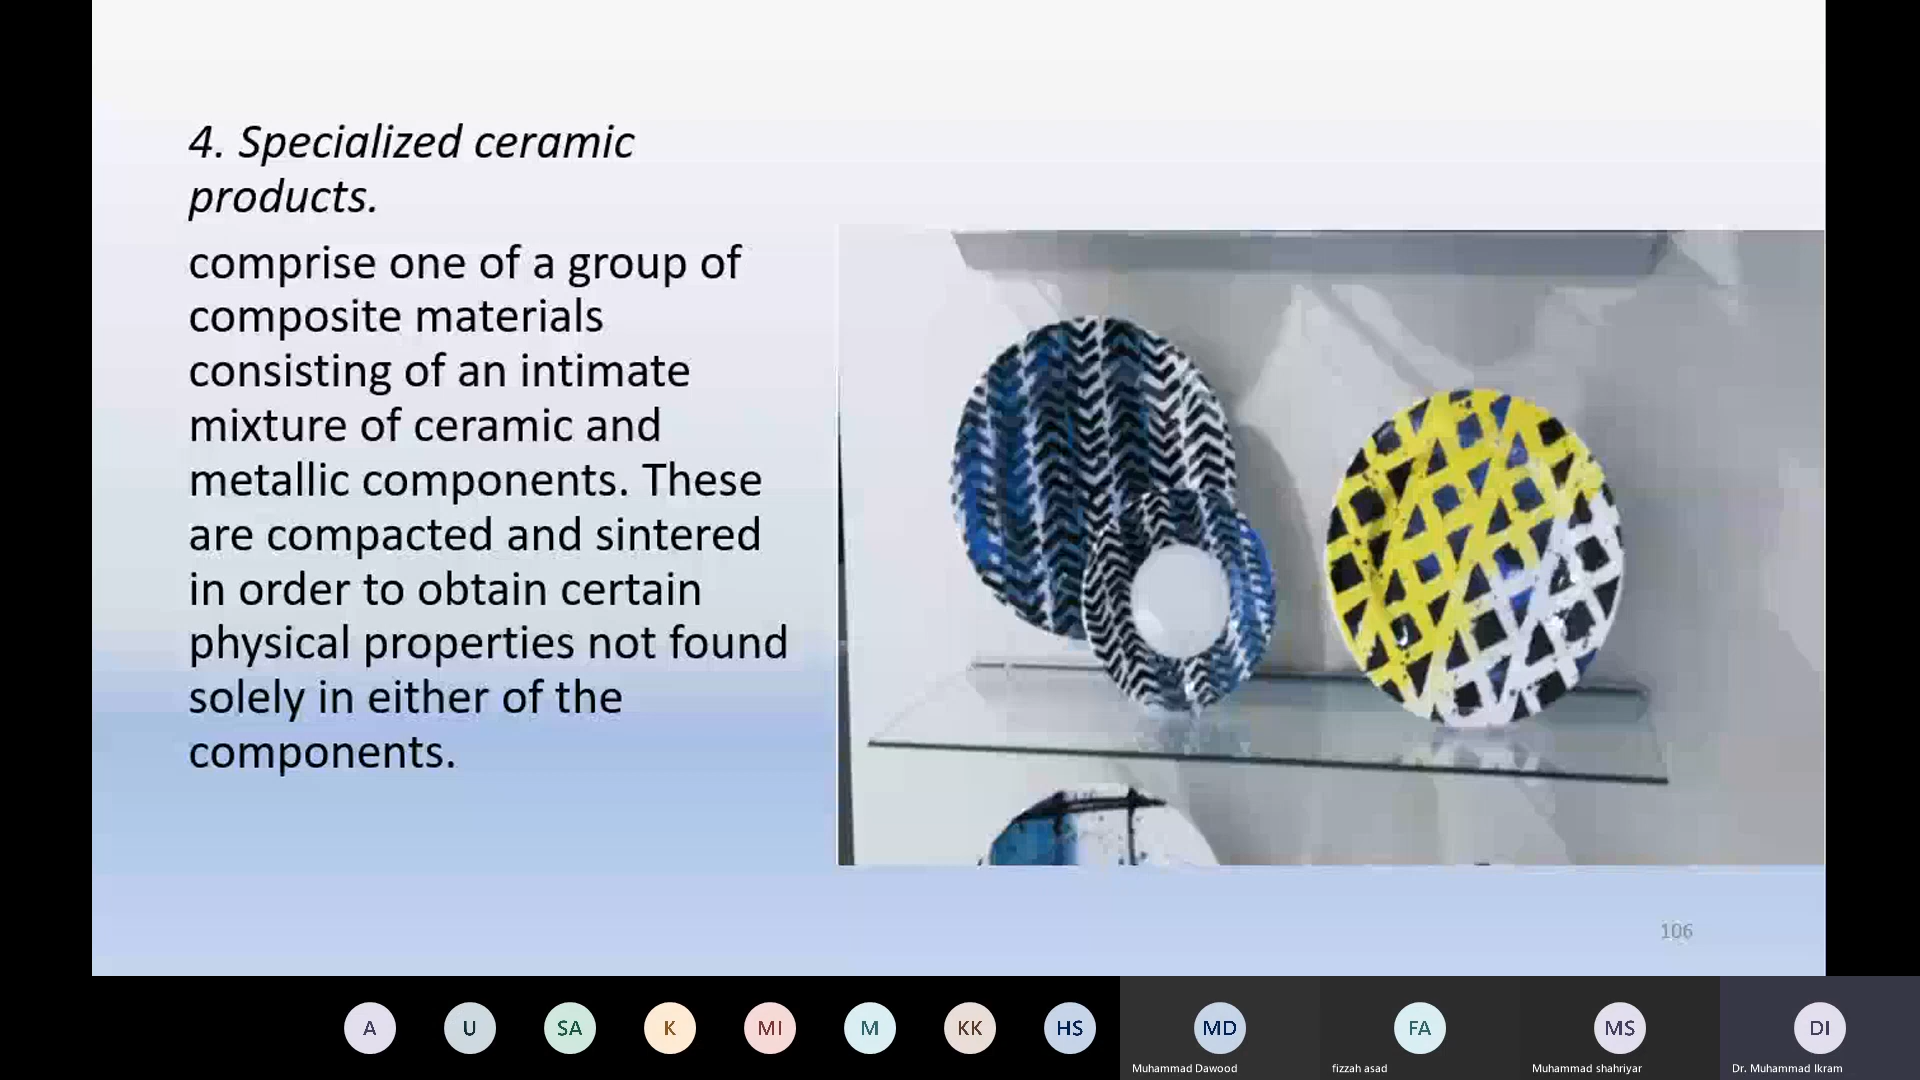 4. Specialized ceramic
products.
comprise one of a group of
composite materials
consisting of an intimate
mixture of ceramic and
metallic components. These
are compacted and sintered
in order to obtain certain
physical properties not found
solely in either of the
components.
106
A
U
SA
K
MI
M
KK
HS
MD
FA
MS
DI
Muhammad Dawood
fizzah asad
Muhammad shahriyar
Dr. Muhammad Ikram